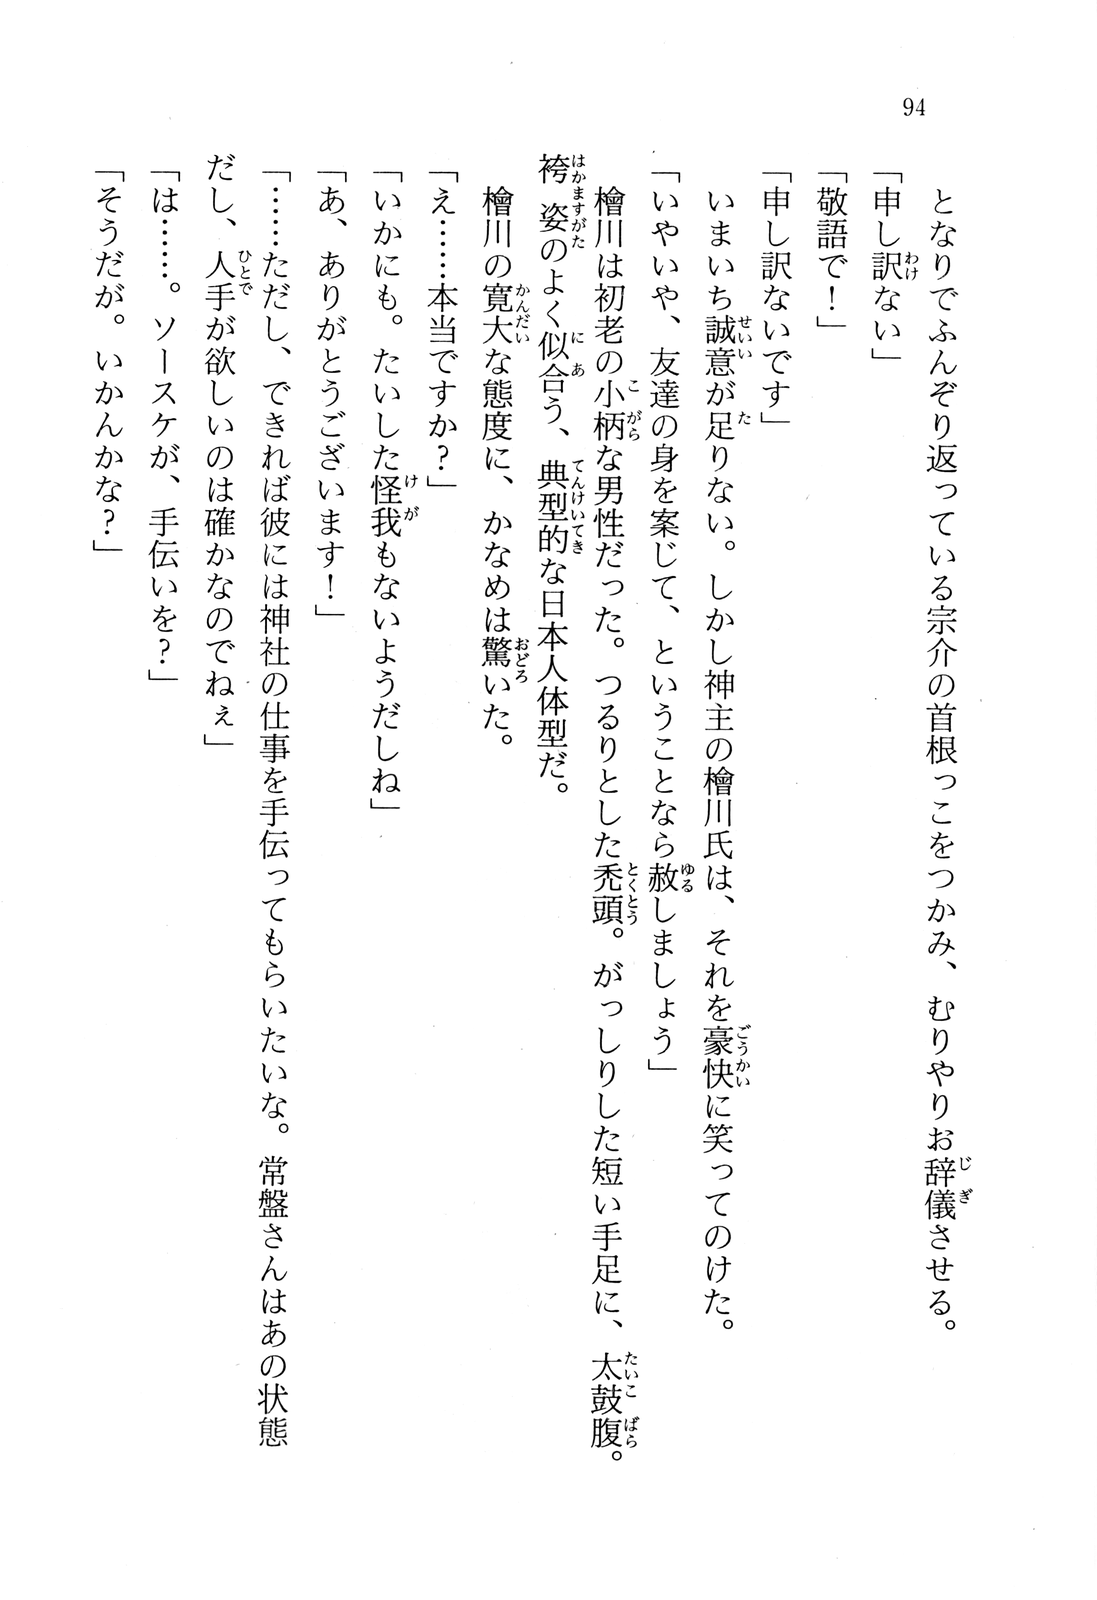 94
となりでふんぞり返っている宗介の首根っこをつかみ、むりやりお辞儀させる。
「申し訳ない」
「敬語で！」
「申し訳ないです」
いまいち誠意が足りない。しかし神主の檜川氏は、それを豪快に笑ってのけた。
「いやいや、友達の身を案じて、ということなら赦しましょう」
檜川は初老の小柄な男性だった。つるりとした禿頭。がっしりした短い手足に、太鼓腹。
袴姿のよく似合う、典型的な日本人体型だ。
檜川の寛大な態度に、かなめは驚いた。
「え……本当ですか？」
「いかにも。たいした怪我もないようだしね」
「あ、ありがとうございます！」
「……ただし、できれば彼には神社の仕事を手伝ってもらいたいな。常盤さんはあの状態
だし、人手が欲しいのは確かなのでねぇ」
「は……。ソースケが、手伝いを？」
「そうだが。いかんかな？」